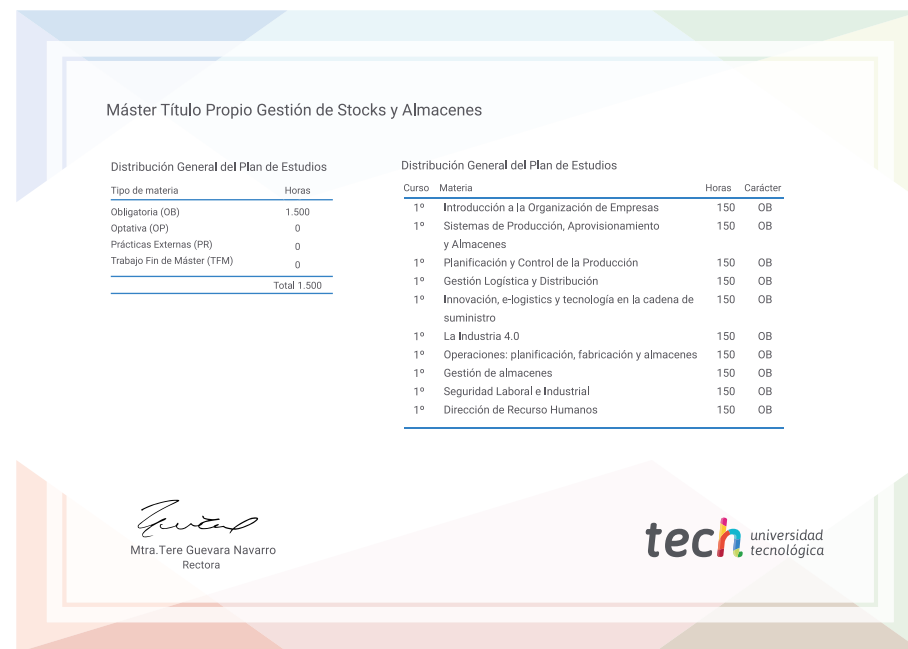 Máster Título Propio Gestión de Stocks y Almacenes
Distribución General del Plan de Estudios
Tipo de materia Horas
Obligatoria (OB) 1.500
Optativa (OP) 0
Prácticas Externas (PR) 0
Trabajo Fin de Máster (TFM) 0
Total 1.500
Distribución General del Plan de Estudios
Curso Materia Horas Carácter
1º Introducción a la Organización de Empresas 150 OB
1º Sistemas de Producción, Aprovisionamiento 150 OB
y Almacenes
1º Planificación y Control de la Producción 150 OB
1º Gestión Logística y Distribución 150 OB
1º Innovación, e-logistics y tecnología en la cadena de 150 OB
suministro
1º La Industria 4.0 150 OB
1º Operaciones: planificación, fabricación y almacenes 150 OB
1º Gestión de almacenes 150 OB
1º Seguridad Laboral e Industrial 150 OB
1º Dirección de Recurso Humanos 150 OB
Mtra.Tere Guevara Navarro
Rectora
tech universidad
tecnológica